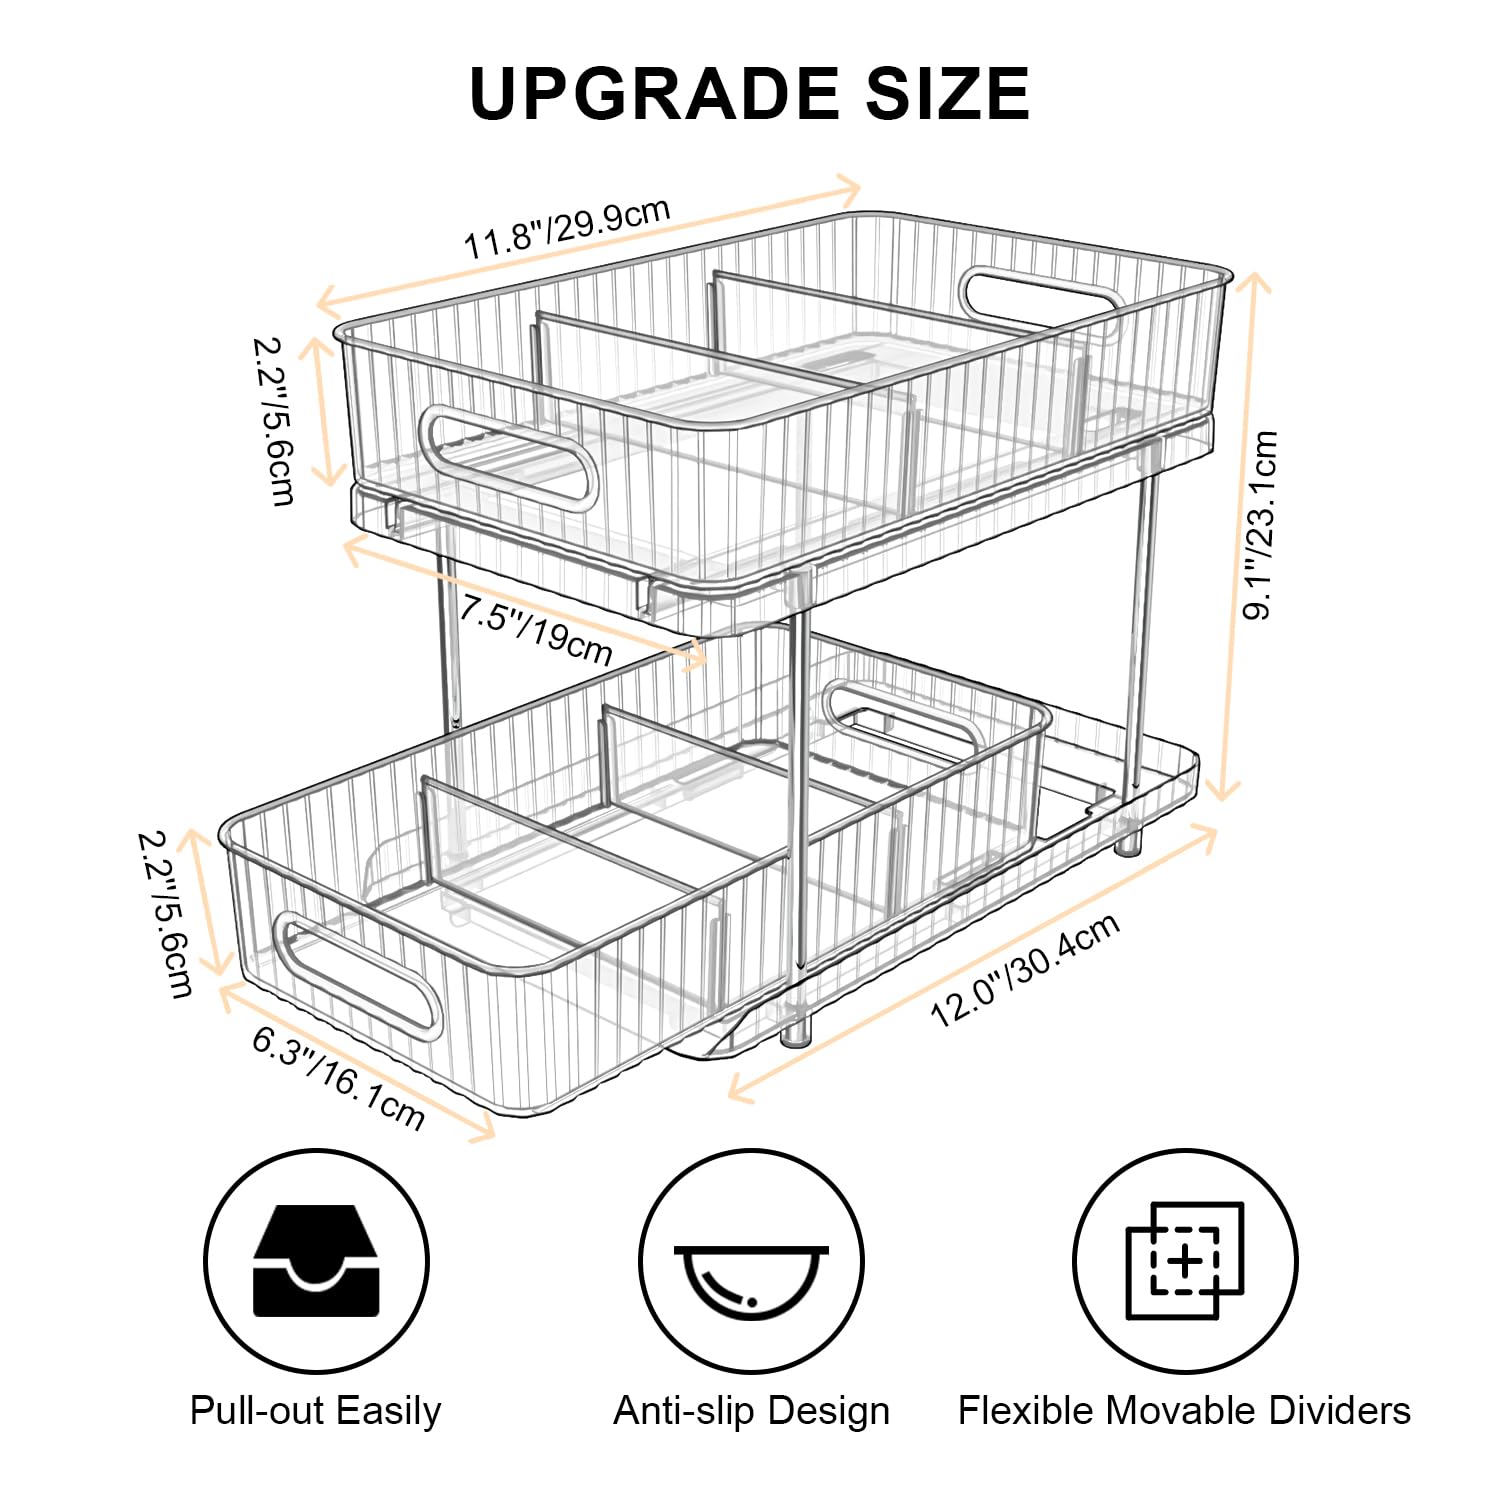 UPGRADE SIZE
11.8"/29.9cm
2.2"/5.6cm
9.1"/23.1cm
7.5"/19cm
2.2"/5.6cm
12.0"/30.4cm
6.3"/16.1cm
Pull-out Easily
Anti-slip Design
Flexible Movable Dividers